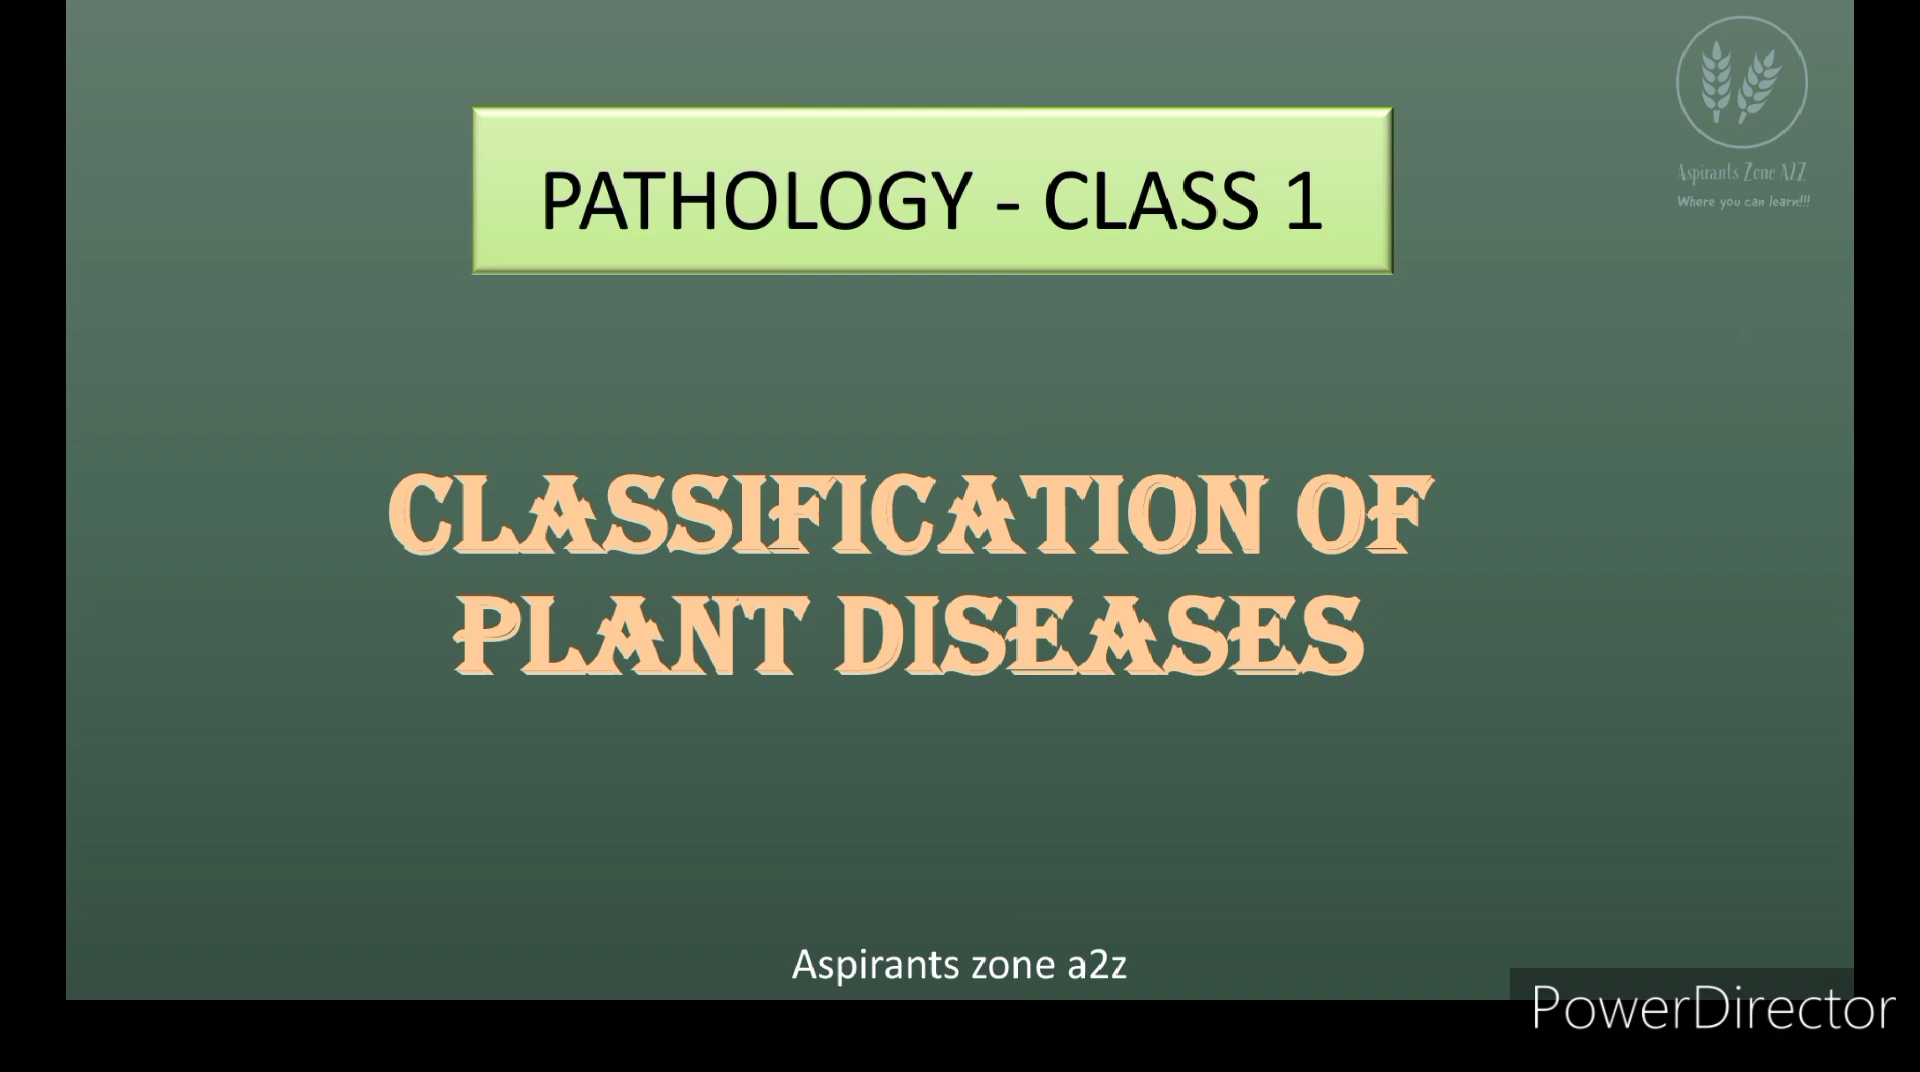 Aspirants Zone A2Z
Where you can learn!!!
PATHOLOGY - CLASS 1
CLASSIFICATION OF
PLANT DISEASES
Aspirants zone a2z
PowerDirector